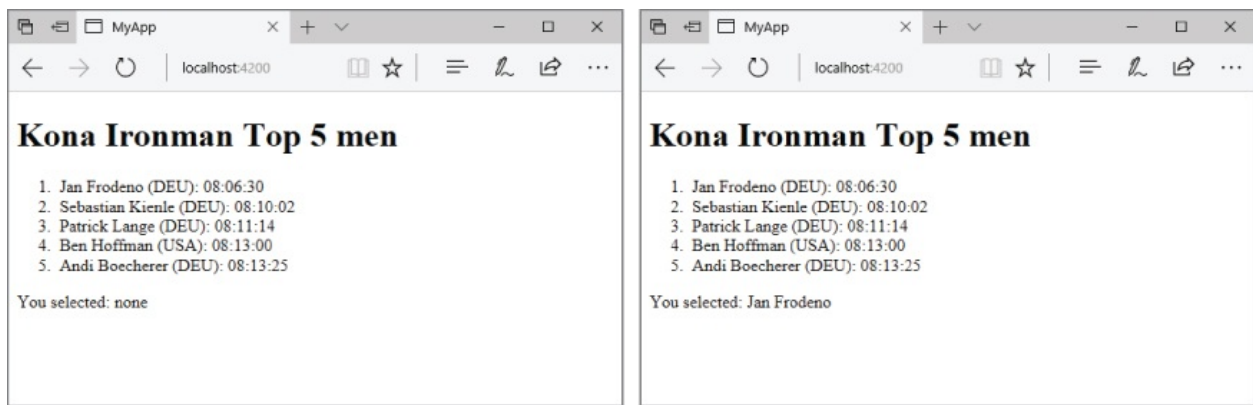 MyApp
localhost:4200
Kona Ironman Top 5 men
1. Jan Frodeno (DEU): 08:06:30
2. Sebastian Kienle (DEU): 08:10:02
3. Patrick Lange (DEU): 08:11:14
4. Ben Hoffman (USA): 08:13:00
5. Andi Boecherer (DEU): 08:13:25
You selected: none
MyApp
localhost:4200
Kona Ironman Top 5 men
1. Jan Frodeno (DEU): 08:06:30
2. Sebastian Kienle (DEU): 08:10:02
3. Patrick Lange (DEU): 08:11:14
4. Ben Hoffman (USA): 08:13:00
5. Andi Boecherer (DEU): 08:13:25
You selected: Jan Frodeno